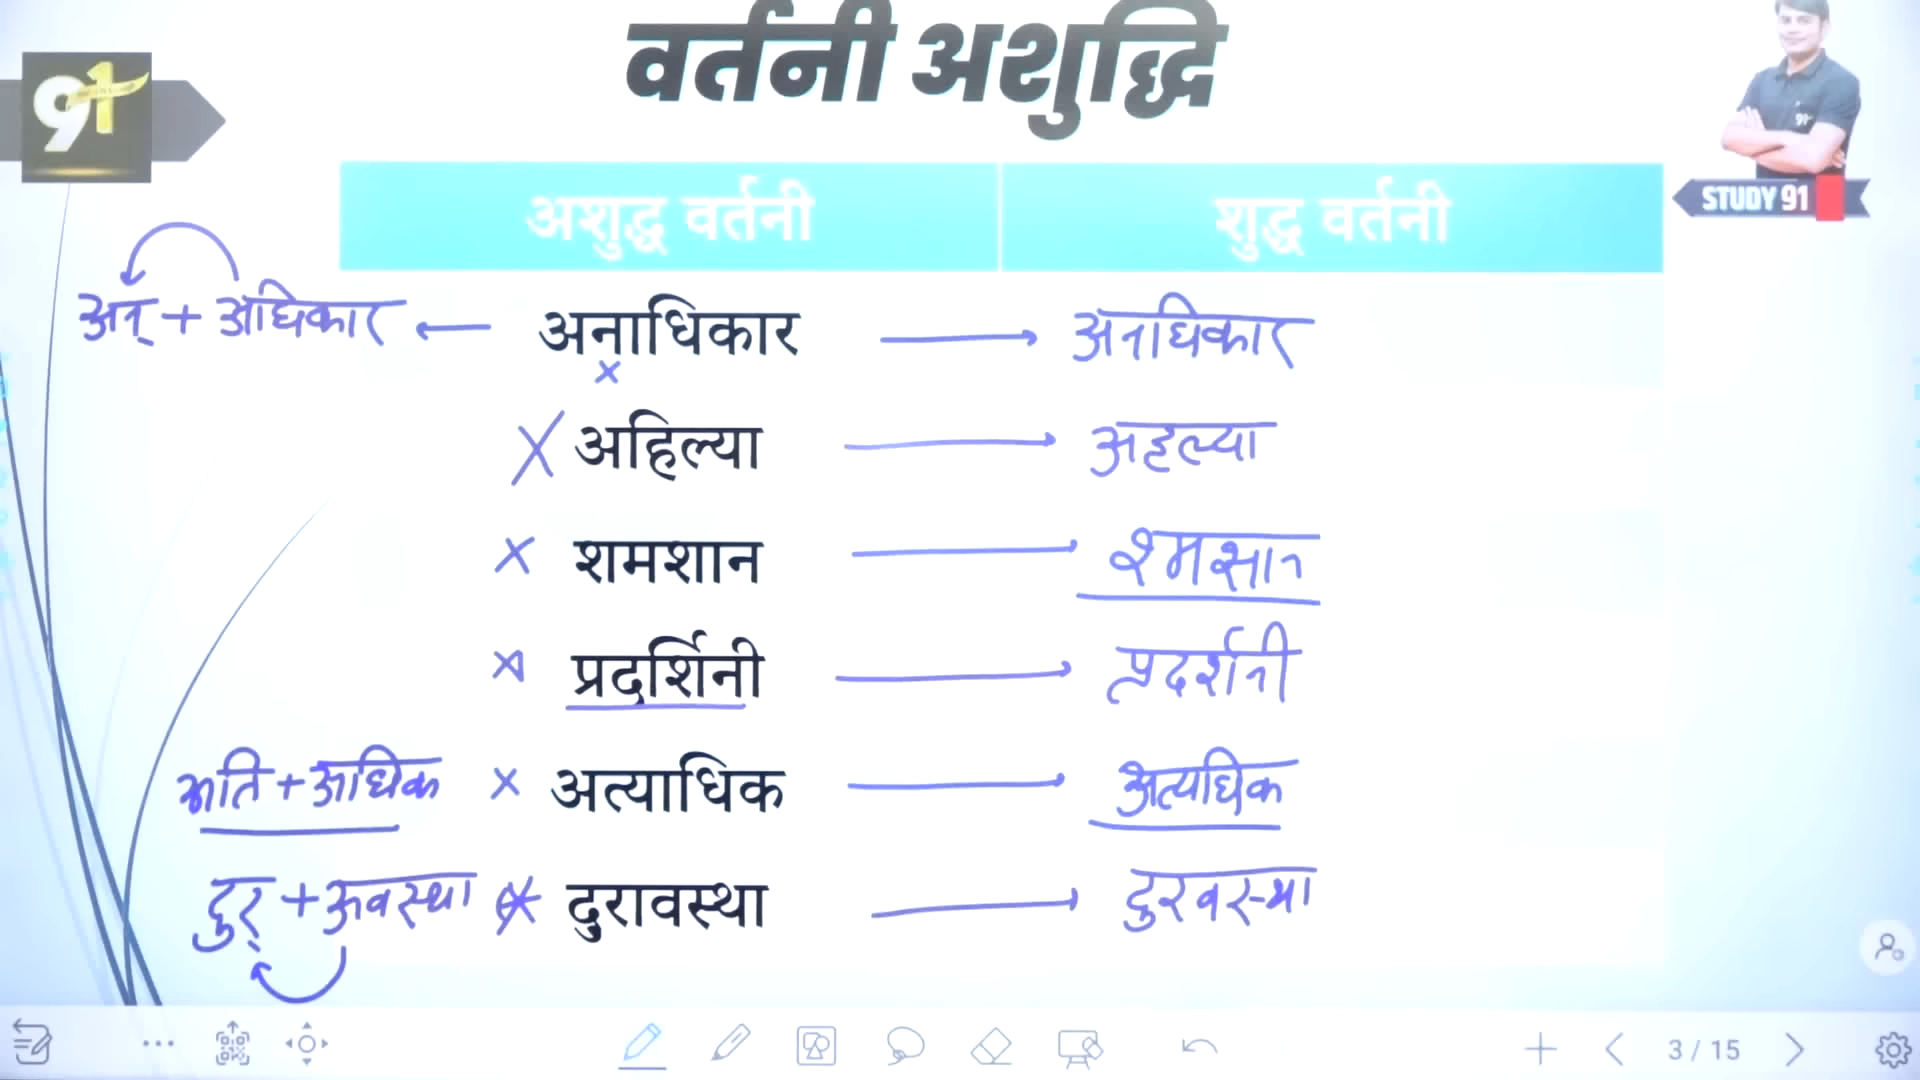 वर्तनी अशुद्धि
91
STUDY 91
अशुद्ध वर्तनी शुद्ध वर्तनी
अन् + अधिकार ← अनाधिकार → अनधिकार
× अहिल्या → अहल्या
× शमशान → श्मशान
× प्रदर्शिनी → प्रदर्शनी
अति + अधिक × अत्याधिक → अत्यधिक
दुर् + अवस्था × दुरावस्था → दुरवस्था
3 / 15